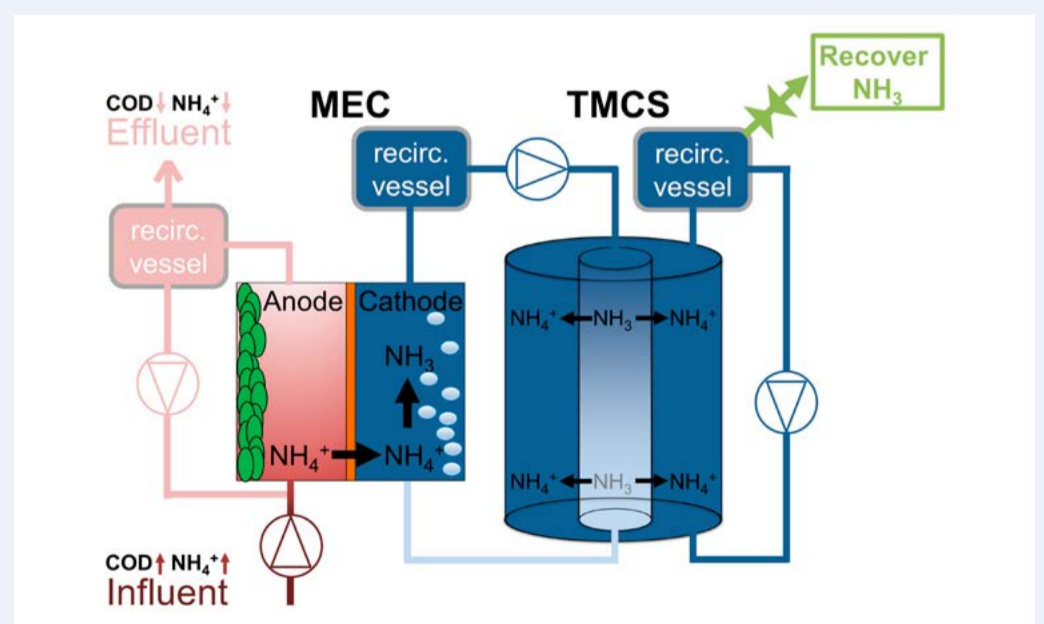 Recover
NH₃
MEC
TMCS
COD↓ NH₄⁺↓
Effluent
recirc.
vessel
recirc.
vessel
recirc.
vessel
Anode
Cathode
NH₄⁺
NH₃
NH₄⁺
NH₃
NH₄⁺
NH₄⁺
NH₄⁺
NH₃
NH₄⁺
COD↑ NH₄⁺↑
Influent